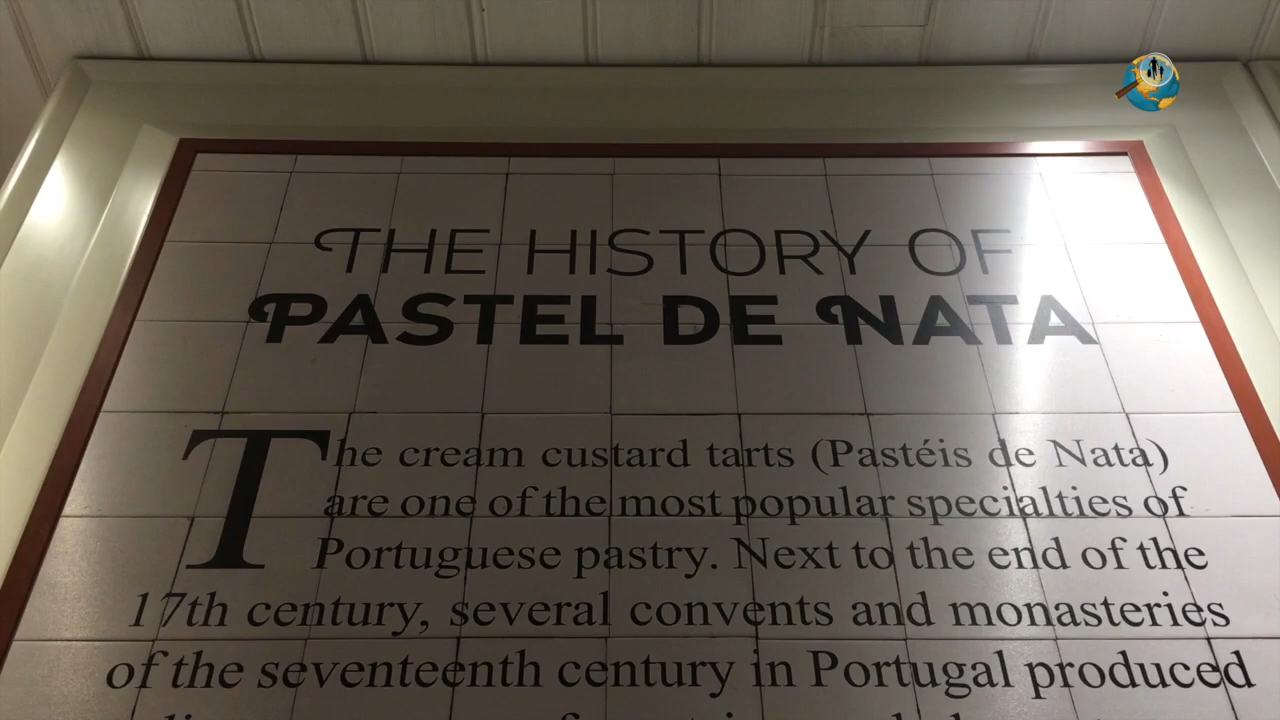 THE HISTORY OF
PASTEL DE NATA
The cream custard tarts (Pastéis de Nata)
are one of the most popular specialties of
Portuguese pastry. Next to the end of the
17th century, several convents and monasteries
of the seventeenth century in Portugal produced